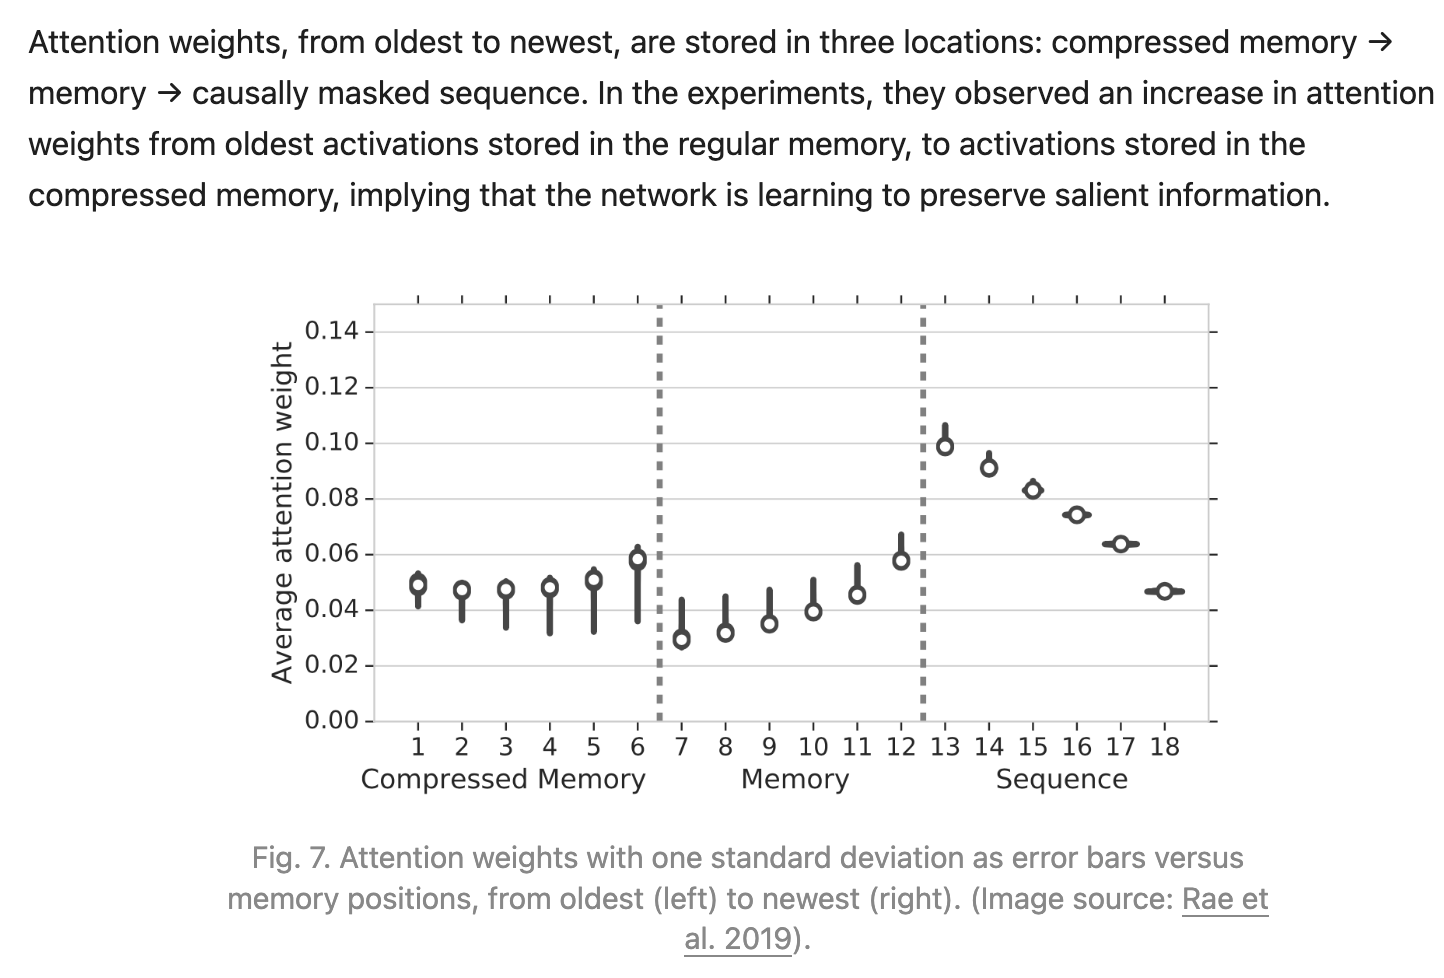 Attention weights, from oldest to newest, are stored in three locations: compressed memory →
memory → causally masked sequence. In the experiments, they observed an increase in attention
weights from oldest activations stored in the regular memory, to activations stored in the
compressed memory, implying that the network is learning to preserve salient information.
Average attention weight
0.14
0.12
0.10
0.08
0.06
0.04
0.02
0.00
1 2 3 4 5 6 7 8 9 10 11 12 13 14 15 16 17 18
Compressed Memory Memory Sequence
Fig. 7. Attention weights with one standard deviation as error bars versus
memory positions, from oldest (left) to newest (right). (Image source: Rae et
al. 2019).